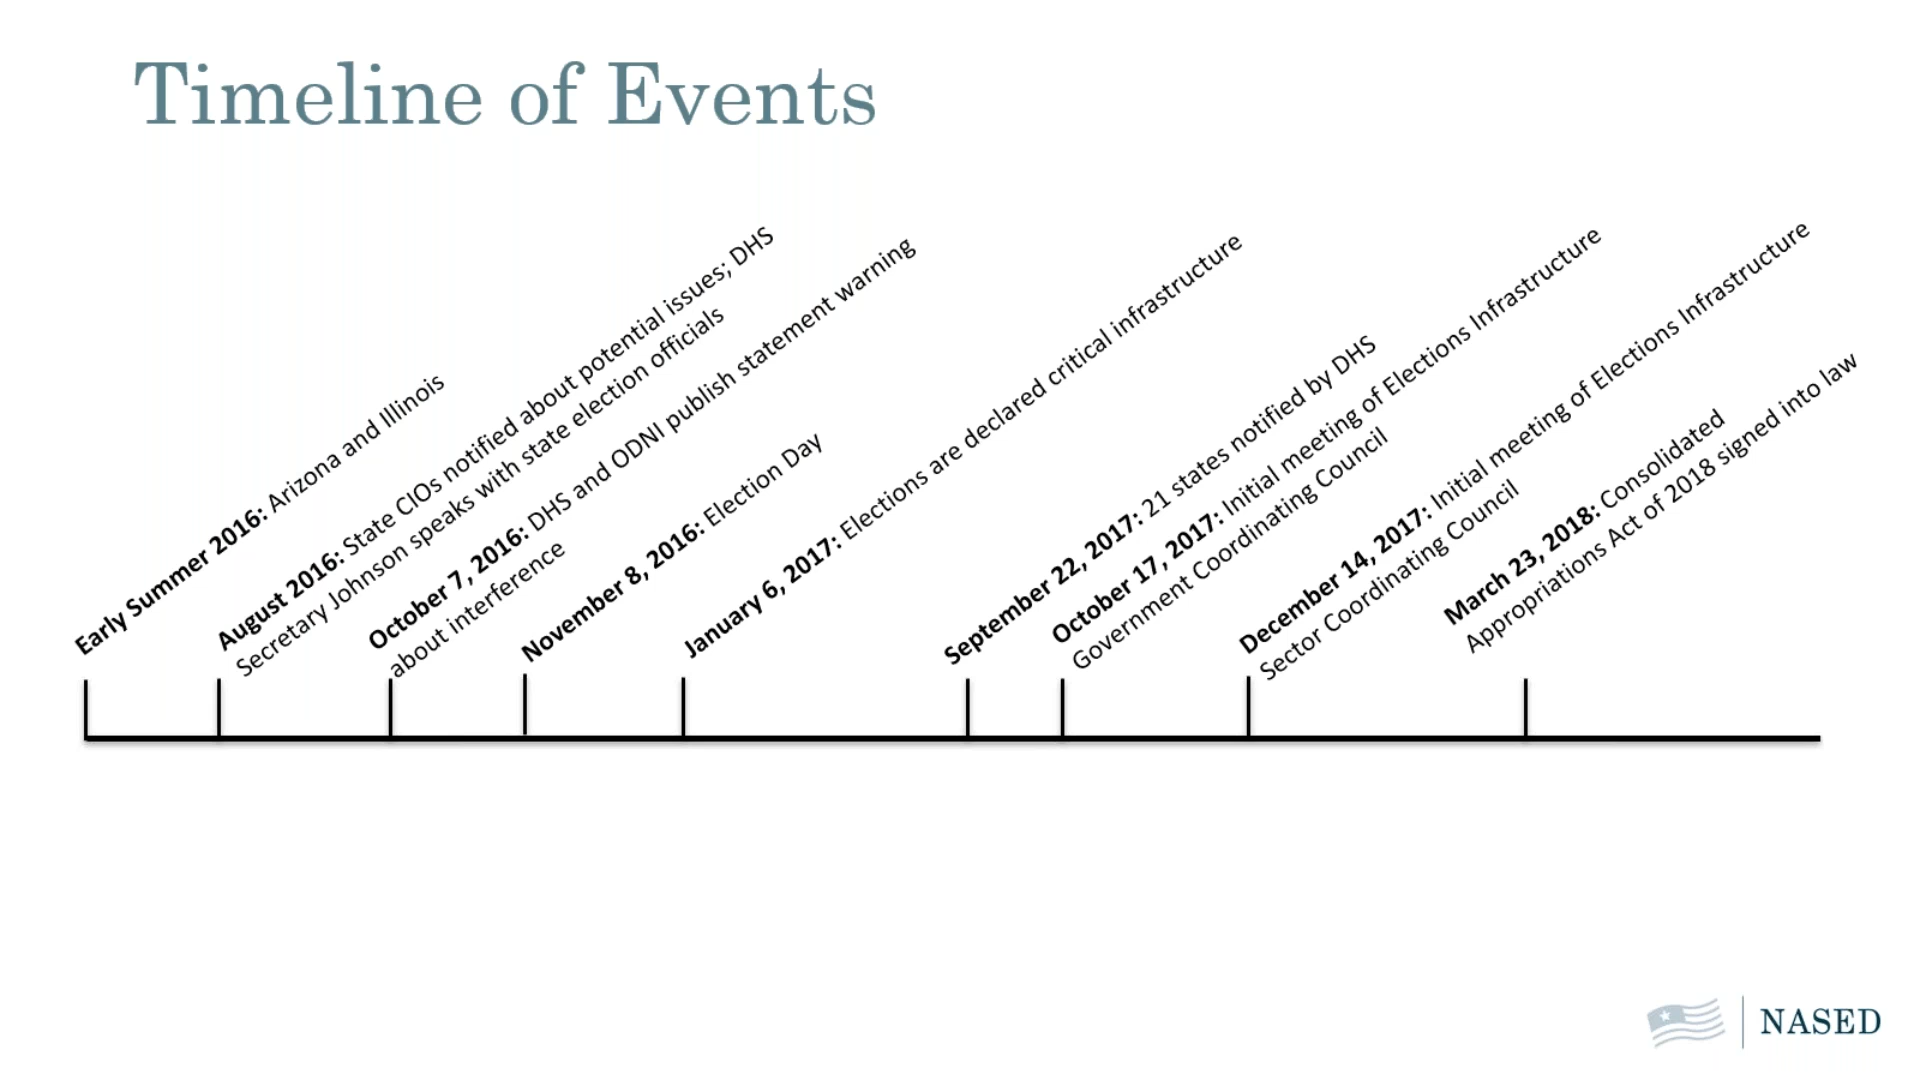 Timeline of Events
Early Summer 2016: Arizona and Illinois
August 2016: State CIOs notified about potential issues; DHS
Secretary Johnson speaks with state election officials
October 7, 2016: DHS and ODNI publish statement warning
about interference
November 8, 2016: Election Day
January 6, 2017: Elections are declared critical infrastructure
September 22, 2017: 21 states notified by DHS
October 17, 2017: Initial meeting of Elections Infrastructure
Government Coordinating Council
December 14, 2017: Initial meeting of Elections Infrastructure
Sector Coordinating Council
March 23, 2018: Consolidated
Appropriations Act of 2018 signed into law
NASED